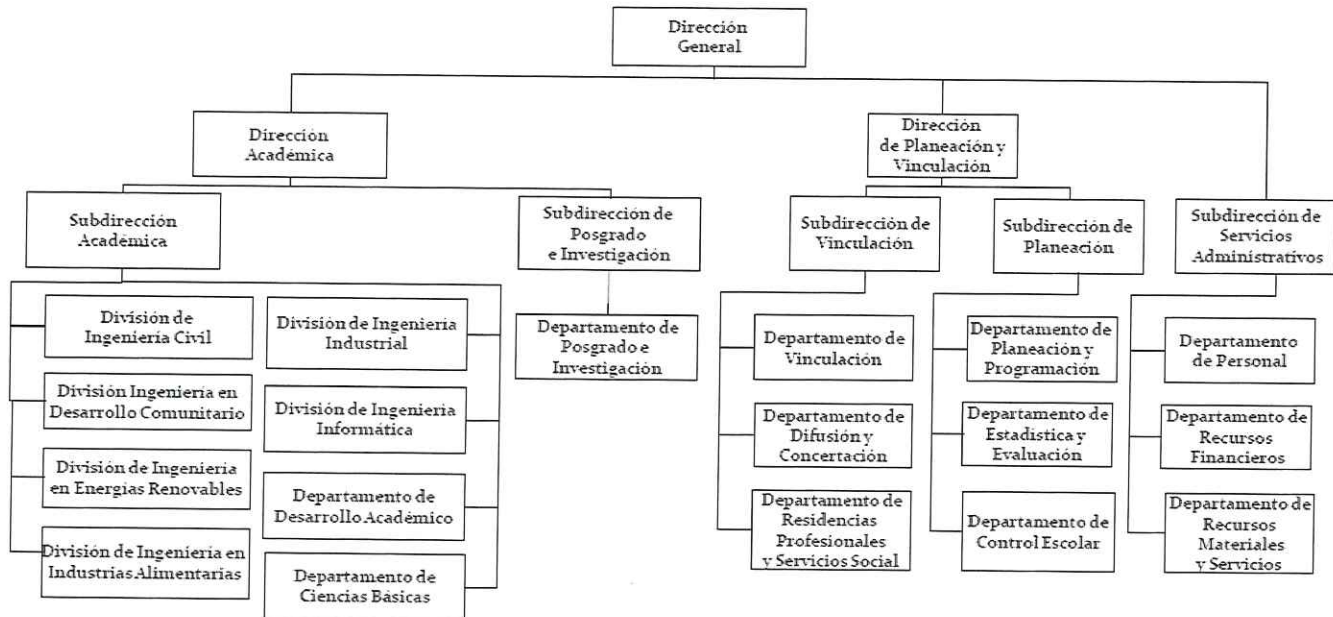 Dirección
General
Dirección
Académica
Dirección
de Planeación y
Vinculación
Subdirección
Académica
Subdirección de
Posgrado
e Investigación
Subdirección de
Vinculación
Subdirección
de Planeación
Subdirección de
Servicios
Administrativos
División de
Ingeniería Civil
División Ingeniería en
Desarrollo Comunitario
División de Ingeniería
en Energías Renovables
División de Ingeniería en
Industrias Alimentarias
División de Ingeniería
Industrial
División de Ingeniería
Informática
Departamento de
Desarrollo Académico
Departamento de
Ciencias Básicas
Departamento de
Posgrado e
Investigación
Departamento de
Vinculación
Departamento de
Difusión y
Concertación
Departamento de
Residencias
Profesionales
y Servicio Social
Departamento de
Planeación y
Programación
Departamento de
Estadística y
Evaluación
Departamento de
Control Escolar
Departamento
de Personal
Departamento de
Recursos
Financieros
Departamento de
Recursos
Materiales
y Servicios